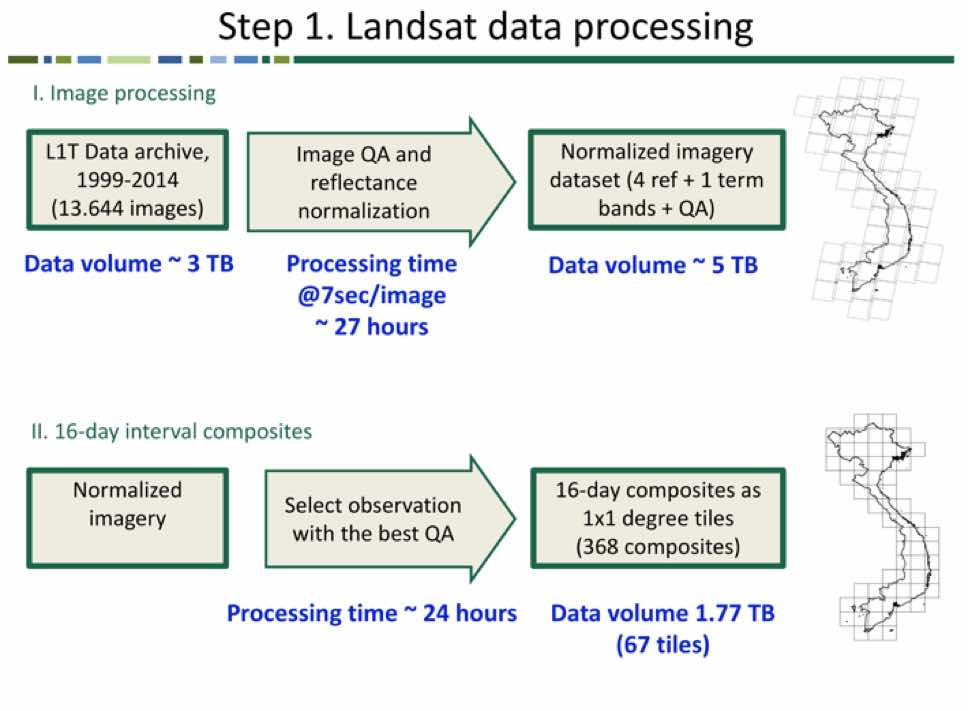 Step 1. Landsat data processing
I. Image processing
L1T Data archive,
1999-2014
(13.644 images)
Image QA and
reflectance
normalization
Normalized imagery
dataset (4 ref + 1 term
bands + QA)
Data volume ~ 3 TB
Processing time
@7sec/image
~ 27 hours
Data volume ~ 5 TB
II. 16-day interval composites
Normalized
imagery
Select observation
with the best QA
16-day composites as
1x1 degree tiles
(368 composites)
Processing time ~ 24 hours
Data volume 1.77 TB
(67 tiles)